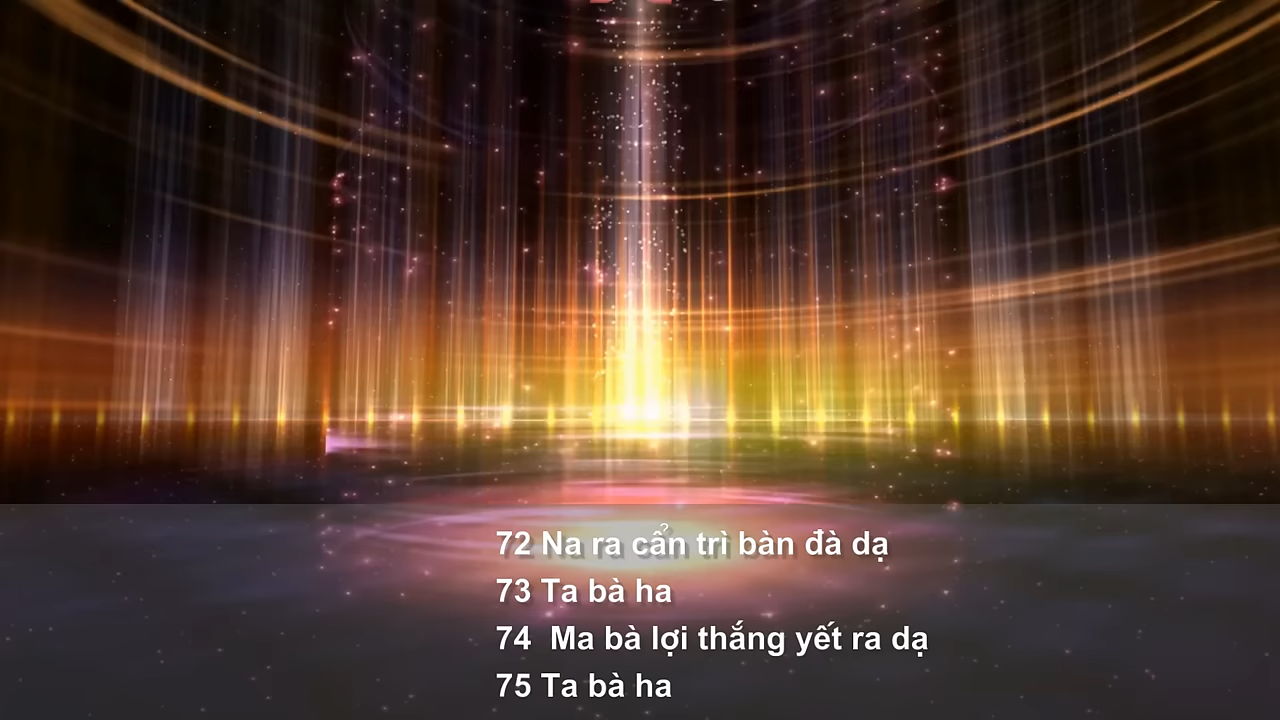 72 Na ra cẩn trì bàn đà dạ
73 Ta bà ha
74  Ma bà lợi thắng yết ra dạ
75 Ta bà ha